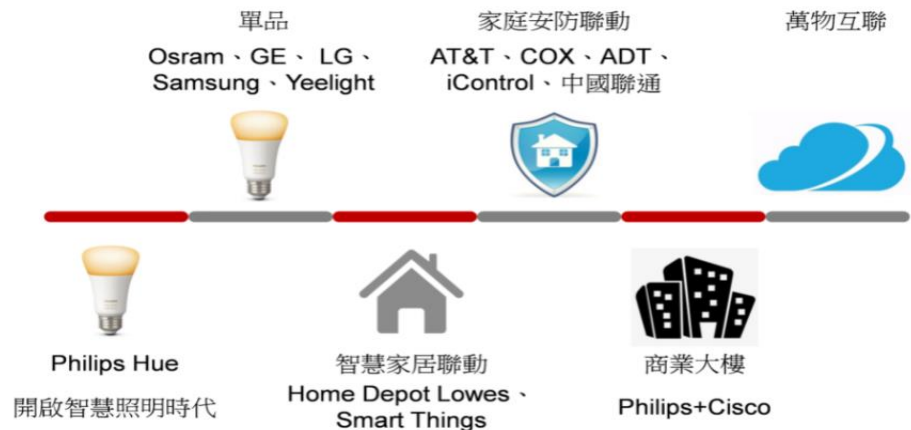 單品
Osram、GE、LG、
Samsung、Yeelight
家庭安防聯動
AT&T、COX、ADT、
iControl、中國聯通
萬物互聯
Philips Hue
開啟智慧照明時代
智慧家居聯動
Home Depot Lowes、
Smart Things
商業大樓
Philips+Cisco